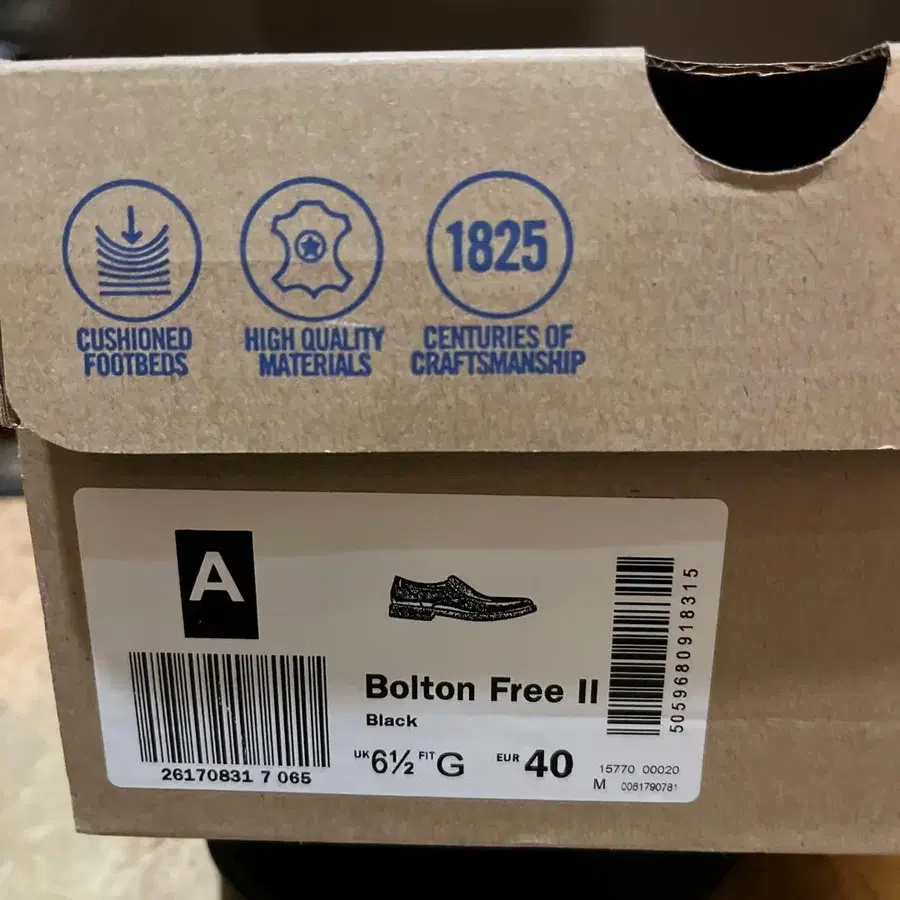 CUSHIONED
FOOTBEDS
HIGH QUALITY
MATERIALS
1825
CENTURIES OF
CRAFTSMANSHIP
A
26170831 7 065
Bolton Free II
Black
UK 6½ FIT G EUR 40
5059680918315
15770 00020
M 0061790781